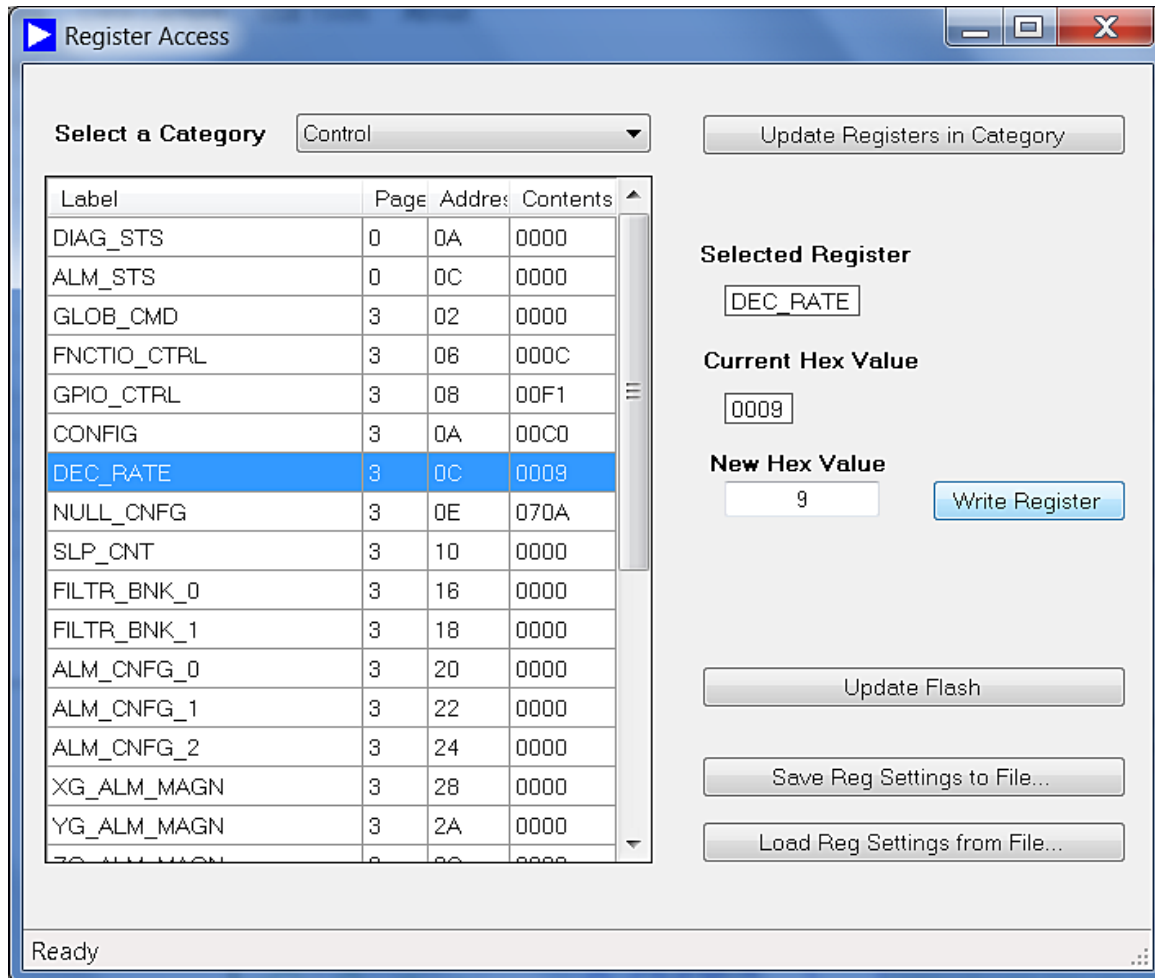 Register Access
Select a Category Control
Update Registers in Category
Label Page Addres Contents
DIAG_STS 0 0A 0000
ALM_STS 0 0C 0000
GLOB_CMD 3 02 0000
FNCTIO_CTRL 3 06 000C
GPIO_CTRL 3 08 00F1
CONFIG 3 0A 00C0
DEC_RATE 3 0C 0009
NULL_CNFG 3 0E 070A
SLP_CNT 3 10 0000
FILTR_BNK_0 3 16 0000
FILTR_BNK_1 3 18 0000
ALM_CNFG_0 3 20 0000
ALM_CNFG_1 3 22 0000
ALM_CNFG_2 3 24 0000
XG_ALM_MAGN 3 28 0000
YG_ALM_MAGN 3 2A 0000
Selected Register
DEC_RATE
Current Hex Value
0009
New Hex Value
9 Write Register
Update Flash
Save Reg Settings to File...
Load Reg Settings from File...
Ready